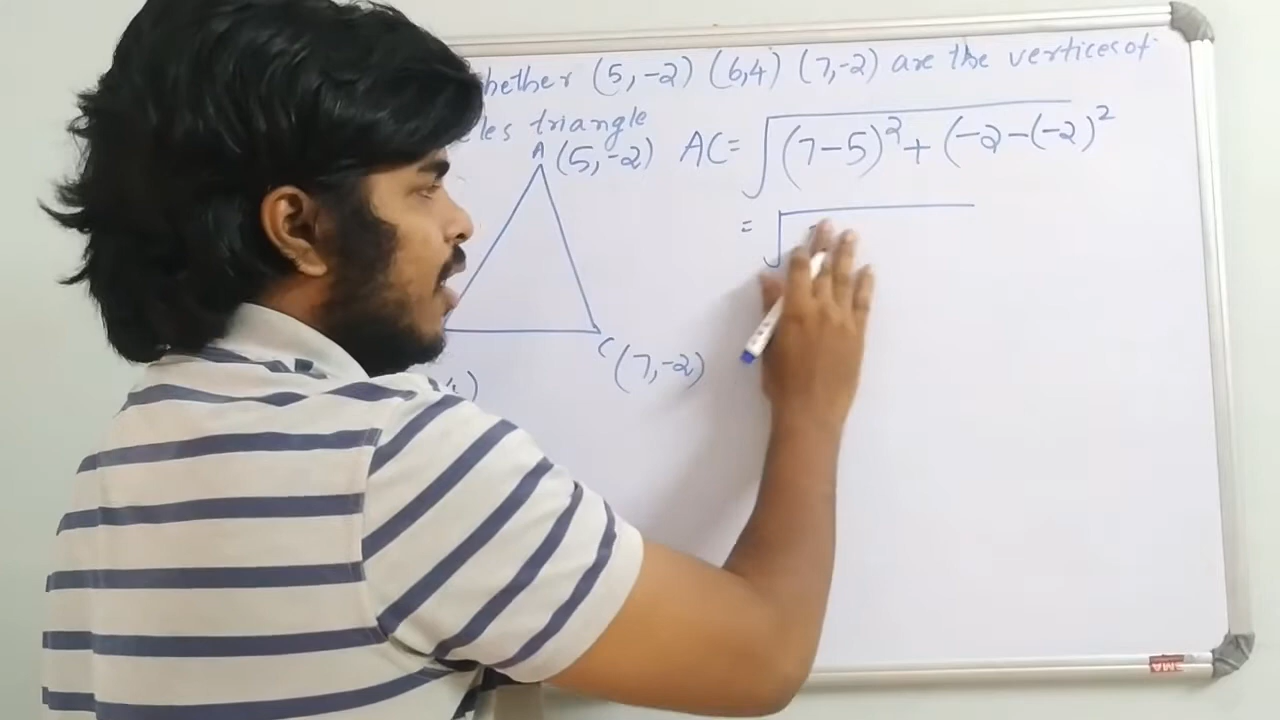 hether (5,-2) (6,4) (7,-2) are the vertices of
les triangle
A (5,-2) AC = √(7-5)² + (-2-(-2)²
= √
C (7,-2)